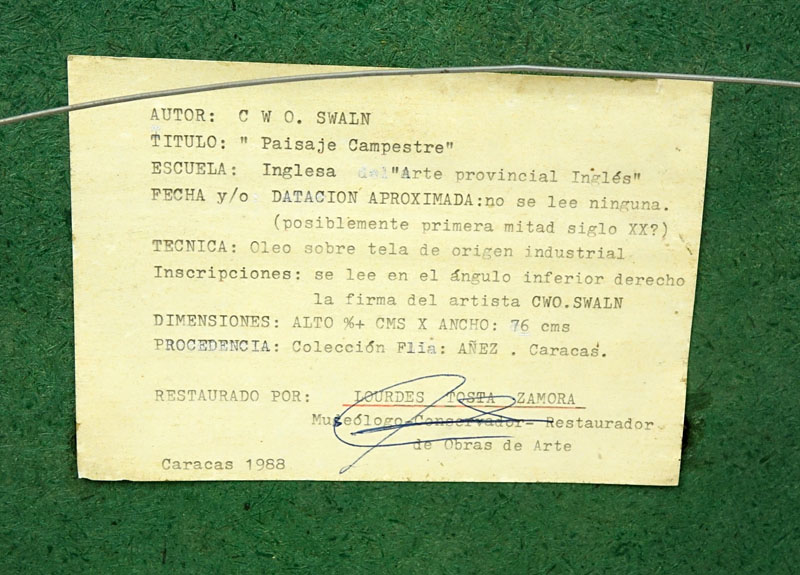 AUTOR: C W O. SWALN
TITULO: " Paisaje Campestre"
ESCUELA: Inglesa del"Arte provincial Inglés"
FECHA y/o DATACION APROXIMADA:no se lee ninguna.
(posiblemente primera mitad siglo XX?)
TECNICA: Oleo sobre tela de origen industrial
Inscripciones: se lee en el ángulo inferior derecho
la firma del artista CWO.SWALN
DIMENSIONES: ALTO %+ CMS X ANCHO: 76 cms
PROCEDENCIA: Colección Flia: AÑEZ . Caracas.
RESTAURADO POR: LOURDES TOSTA ZAMORA
Museólogo-Conservador- Restaurador
de Obras de Arte
Caracas 1988